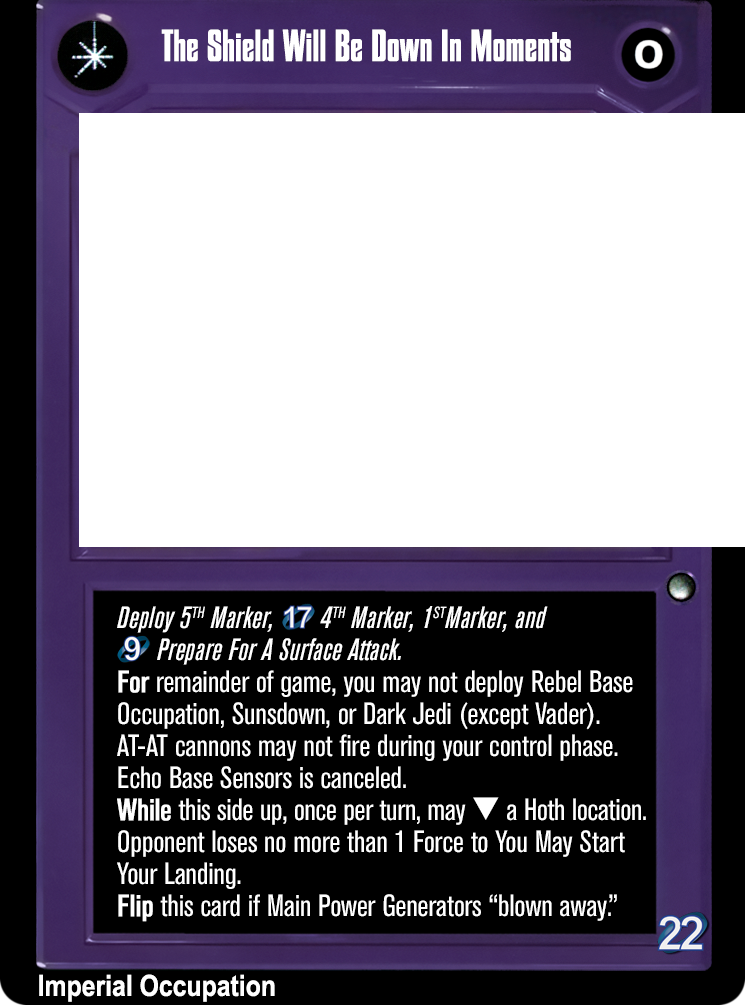 The Shield Will Be Down In Moments
O
Deploy 5TH Marker, 17 4TH Marker, 1STMarker, and
9 Prepare For A Surface Attack.
For remainder of game, you may not deploy Rebel Base
Occupation, Sunsdown, or Dark Jedi (except Vader).
AT-AT cannons may not fire during your control phase.
Echo Base Sensors is canceled.
While this side up, once per turn, may ▼ a Hoth location.
Opponent loses no more than 1 Force to You May Start
Your Landing.
Flip this card if Main Power Generators “blown away.”
22
Imperial Occupation